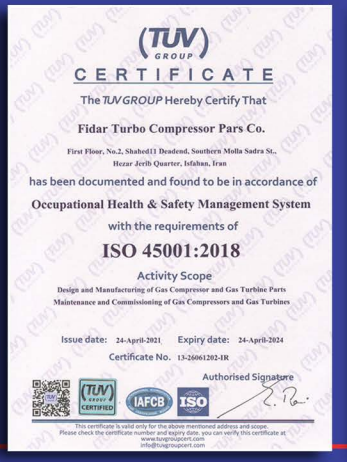 (TUV)
GROUP
CERTIFICATE
The TUVGROUP Hereby Certify That
Fidar Turbo Compressor Pars Co.
First Floor, No.2, Shahed11 Deadend, Southern Molla Sadra St.,
Hezar Jerib Quarter, Isfahan, Iran
has been documented and found to be in accordance of
Occupational Health & Safety Management System
with the requirements of
ISO 45001:2018
Activity Scope
Design and Manufacturing of Gas Compressor and Gas Turbine Parts
Maintenance and Commissioning of Gas Compressors and Gas Turbines
Issue date: 24-April-2021 Expiry date: 24-April-2024
Certificate No. 13-26061202-IR
Authorised Signature
(TUV)
GROUP
CERTIFIED
IAFCB
ISO
This certificate is valid only for the above mentioned address and scope.
Please check the certificate number and expiry date. you can verify this certificate at
www.tuvgroupcert.com
info@tuvgroupcert.com